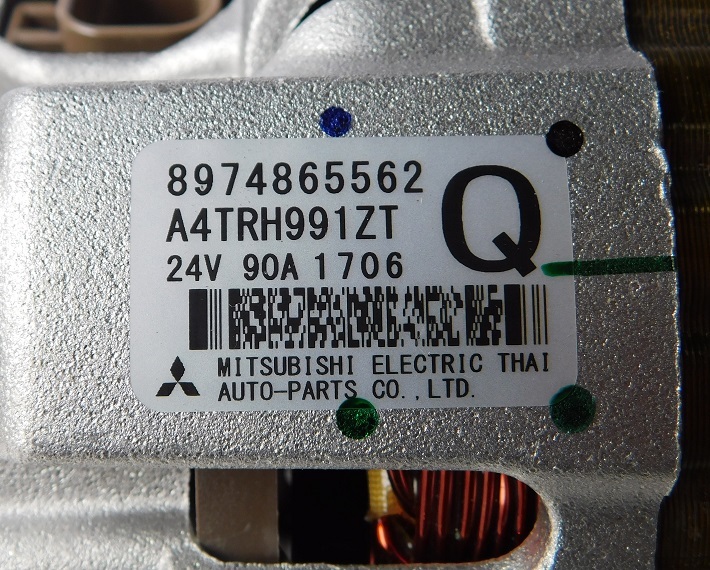 8974865562
Q
A4TRH991ZT
24V 90A 1706
MITSUBISHI ELECTRIC THAI
AUTO-PARTS CO.,LTD.